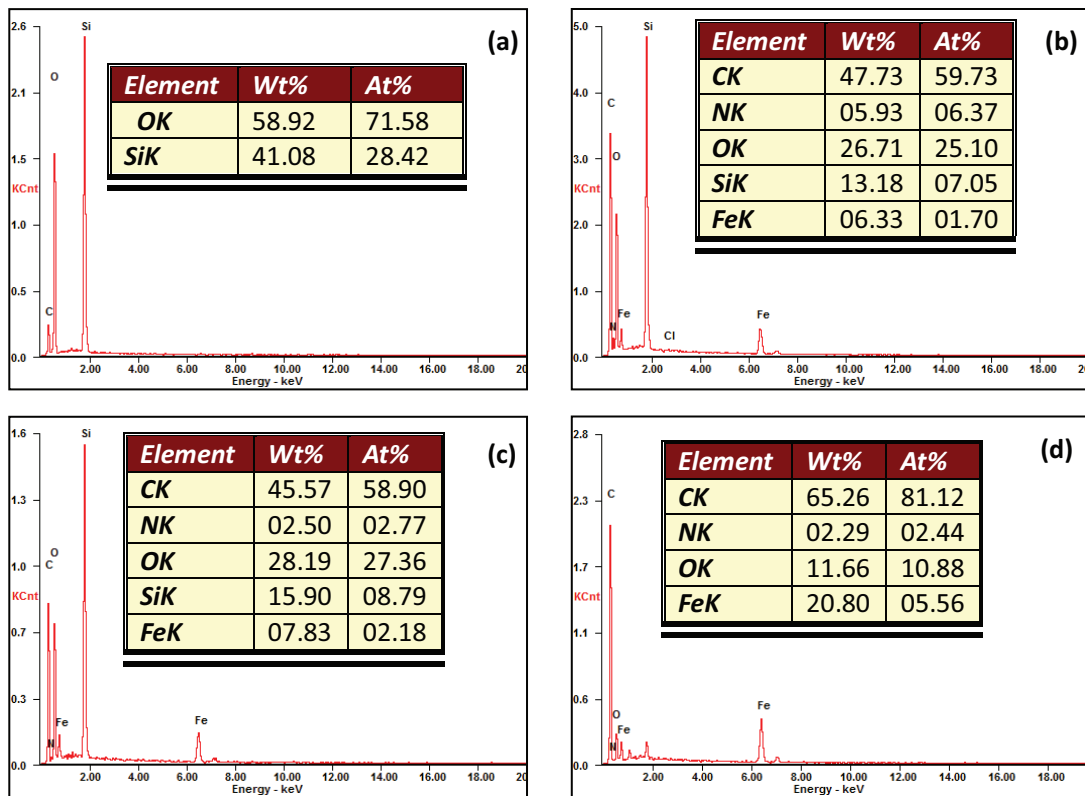 (a)
2.6
2.1
1.5
KCnt
1.0
0.5
0.0
Si
O
C
Element Wt% At%
OK 58.92 71.58
SiK 41.08 28.42
2.00 4.00 6.00 8.00 10.00 12.00 14.00 16.00 18.00 20
Energy - keV
(b)
5.0
4.0
3.0
KCnt
2.0
1.0
0.0
Si
C
O
N
Fe
Cl
Fe
Element Wt% At%
CK 47.73 59.73
NK 05.93 06.37
OK 26.71 25.10
SiK 13.18 07.05
FeK 06.33 01.70
2.00 4.00 6.00 8.00 10.00 12.00 14.00 16.00 18.00 20
Energy - keV
(c)
1.6
1.3
1.0
KCnt
0.7
0.3
0.0
Si
O
C
Fe
N
Fe
Element Wt% At%
CK 45.57 58.90
NK 02.50 02.77
OK 28.19 27.36
SiK 15.90 08.79
FeK 07.83 02.18
2.00 4.00 6.00 8.00 10.00 12.00 14.00 16.00 18.00 20
Energy - keV
(d)
2.8
2.3
1.7
KCnt
1.1
0.6
0.0
C
O
Fe
N
Fe
Element Wt% At%
CK 65.26 81.12
NK 02.29 02.44
OK 11.66 10.88
FeK 20.80 05.56
2.00 4.00 6.00 8.00 10.00 12.00 14.00 16.00 18.00 20
Energy - keV